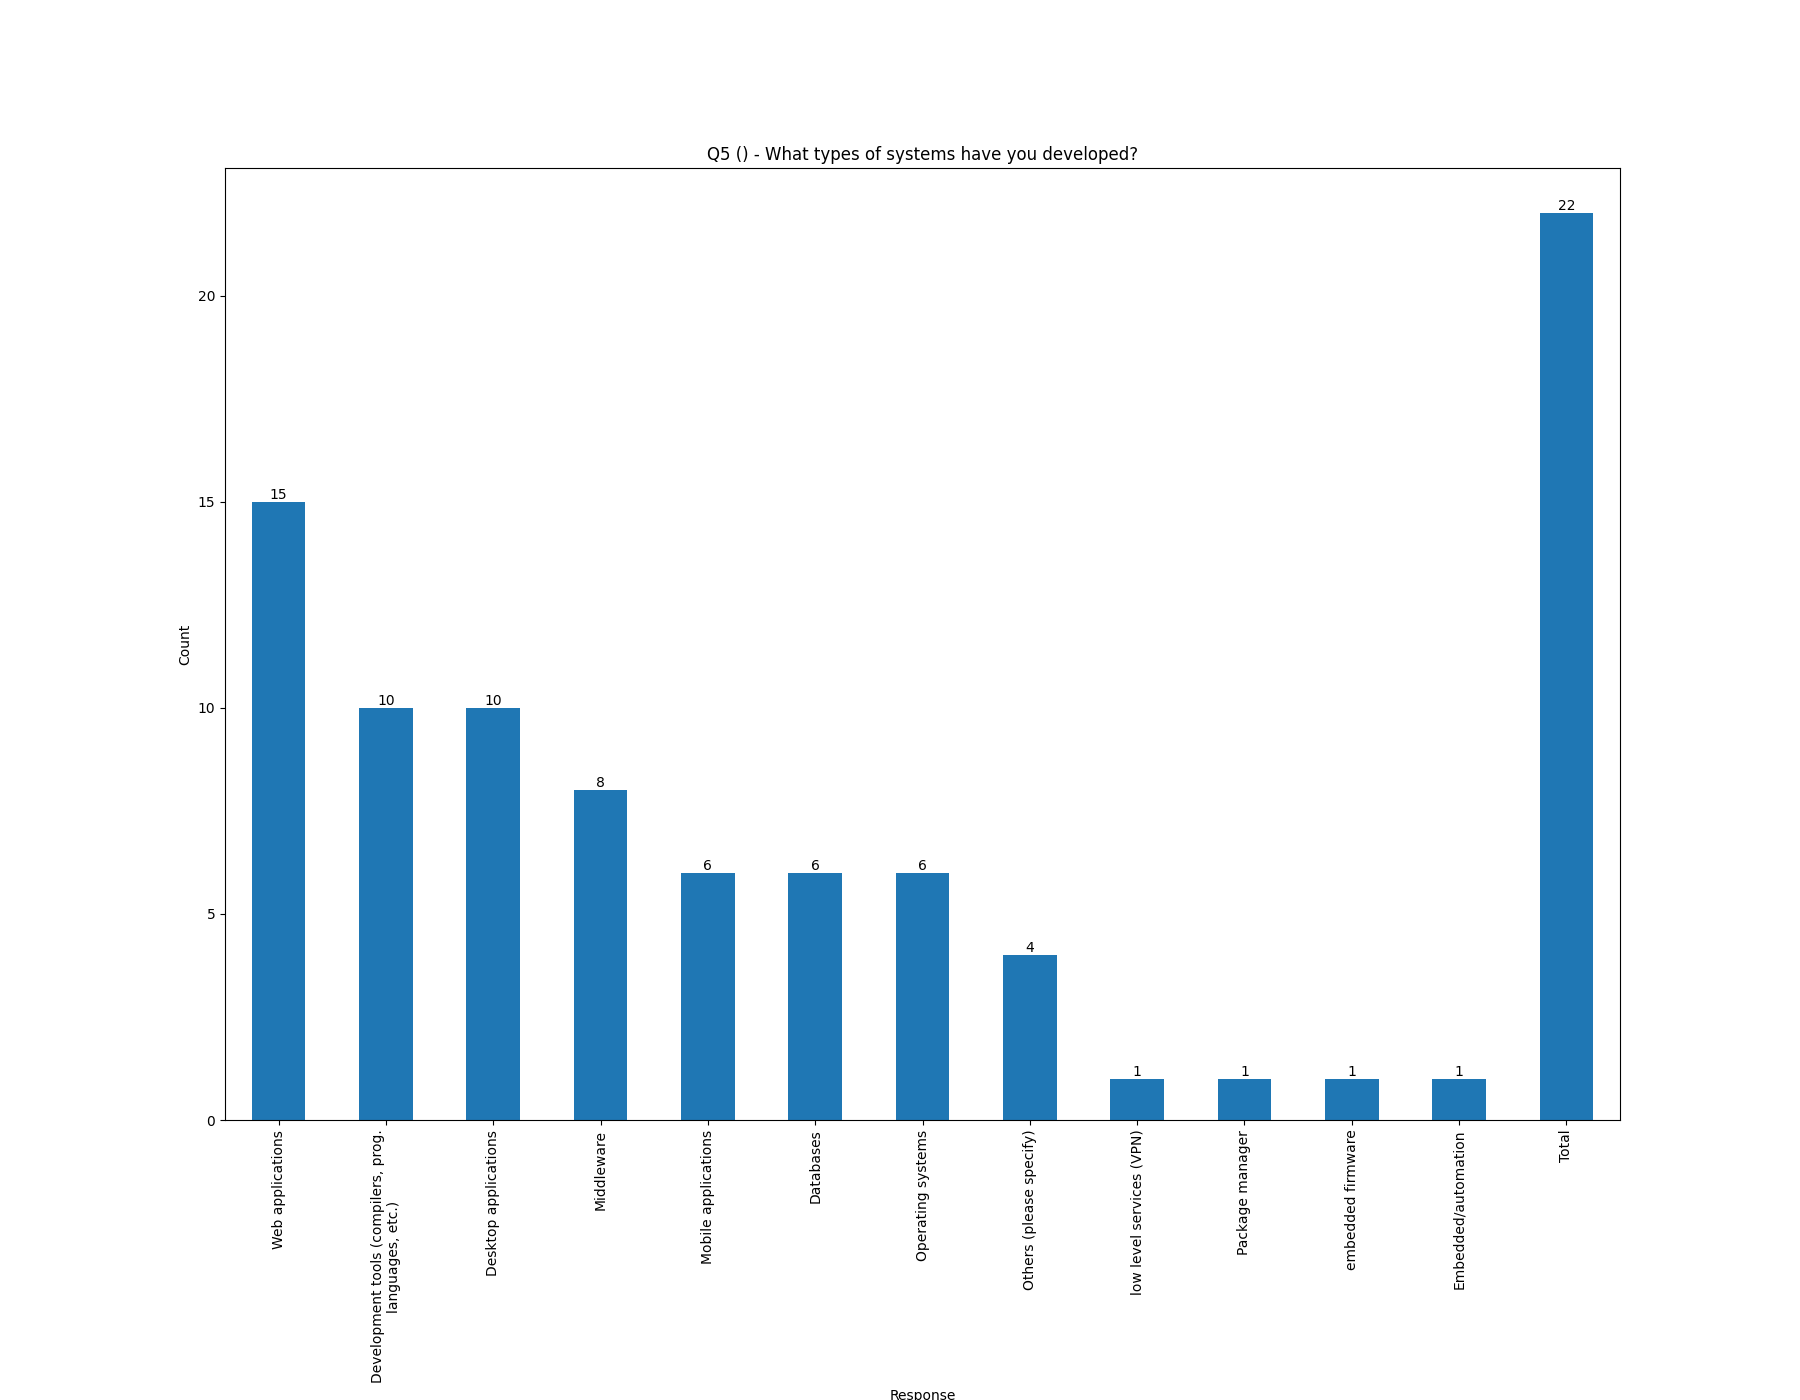 Q5 () - What types of systems have you developed?
22
20
15
15
Count
10
10
10
8
6
6
6
5
4
1
1
1
1
0
Web applications
Development tools (compilers, prog.
languages, etc.)
Desktop applications
Middleware
Mobile applications
Databases
Operating systems
Others (please specify)
low level services (VPN)
Package manager
embedded firmware
Embedded/automation
Total
Response